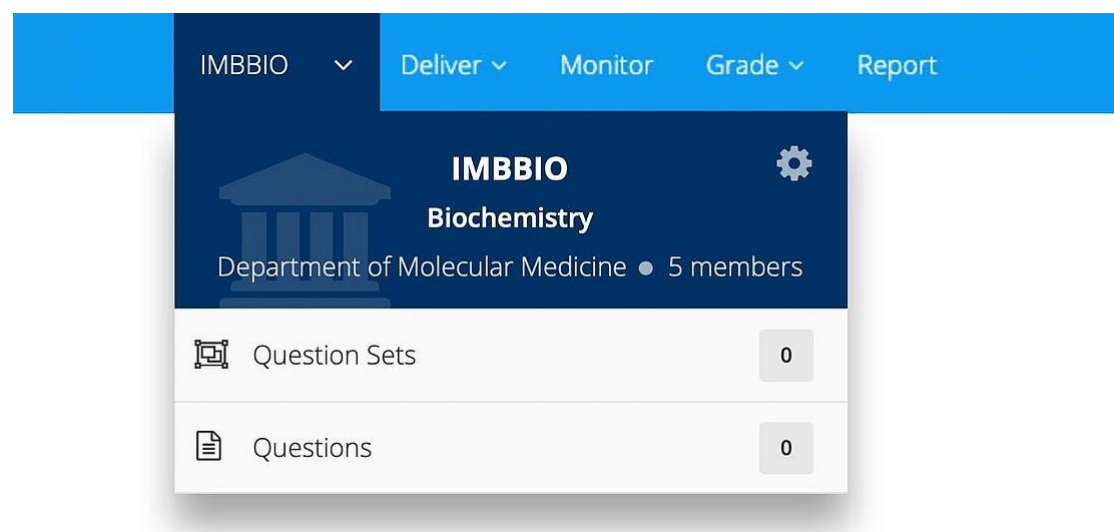 IMBBIO Deliver Monitor Grade Report
IMBBIO
Biochemistry
Department of Molecular Medicine ● 5 members
Question Sets 0
Questions 0